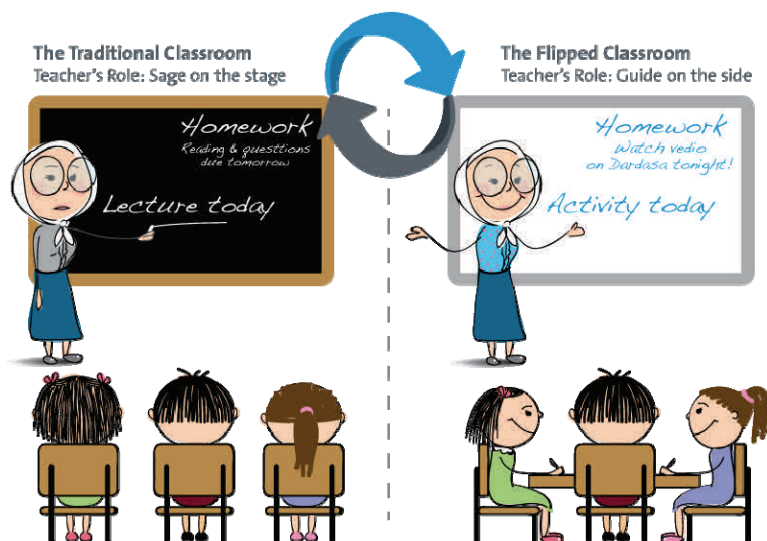 The Traditional Classroom
Teacher's Role: Sage on the stage
Homework
Reading & questtions
due tomorrow
Lecture today
The Flipped Classroom
Teacher's Role: Guide on the side
Homework
Watch vedio
on Dardasa tonight!
Activity today